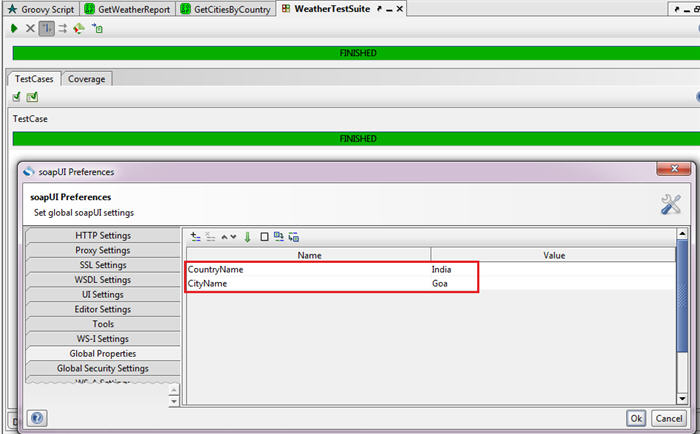 Groovy Script GetWeatherReport GetCitiesByCountry WeatherTestSuite
FINISHED
TestCases Coverage
TestCase
FINISHED
soapUI Preferences
soapUI Preferences
Set global soapUI settings
HTTP Settings
Proxy Settings
SSL Settings
WSDL Settings
UI Settings
Editor Settings
Tools
WS-I Settings
Global Properties
Global Security Settings
Name Value
CountryName India
CityName Goa
Ok Cancel